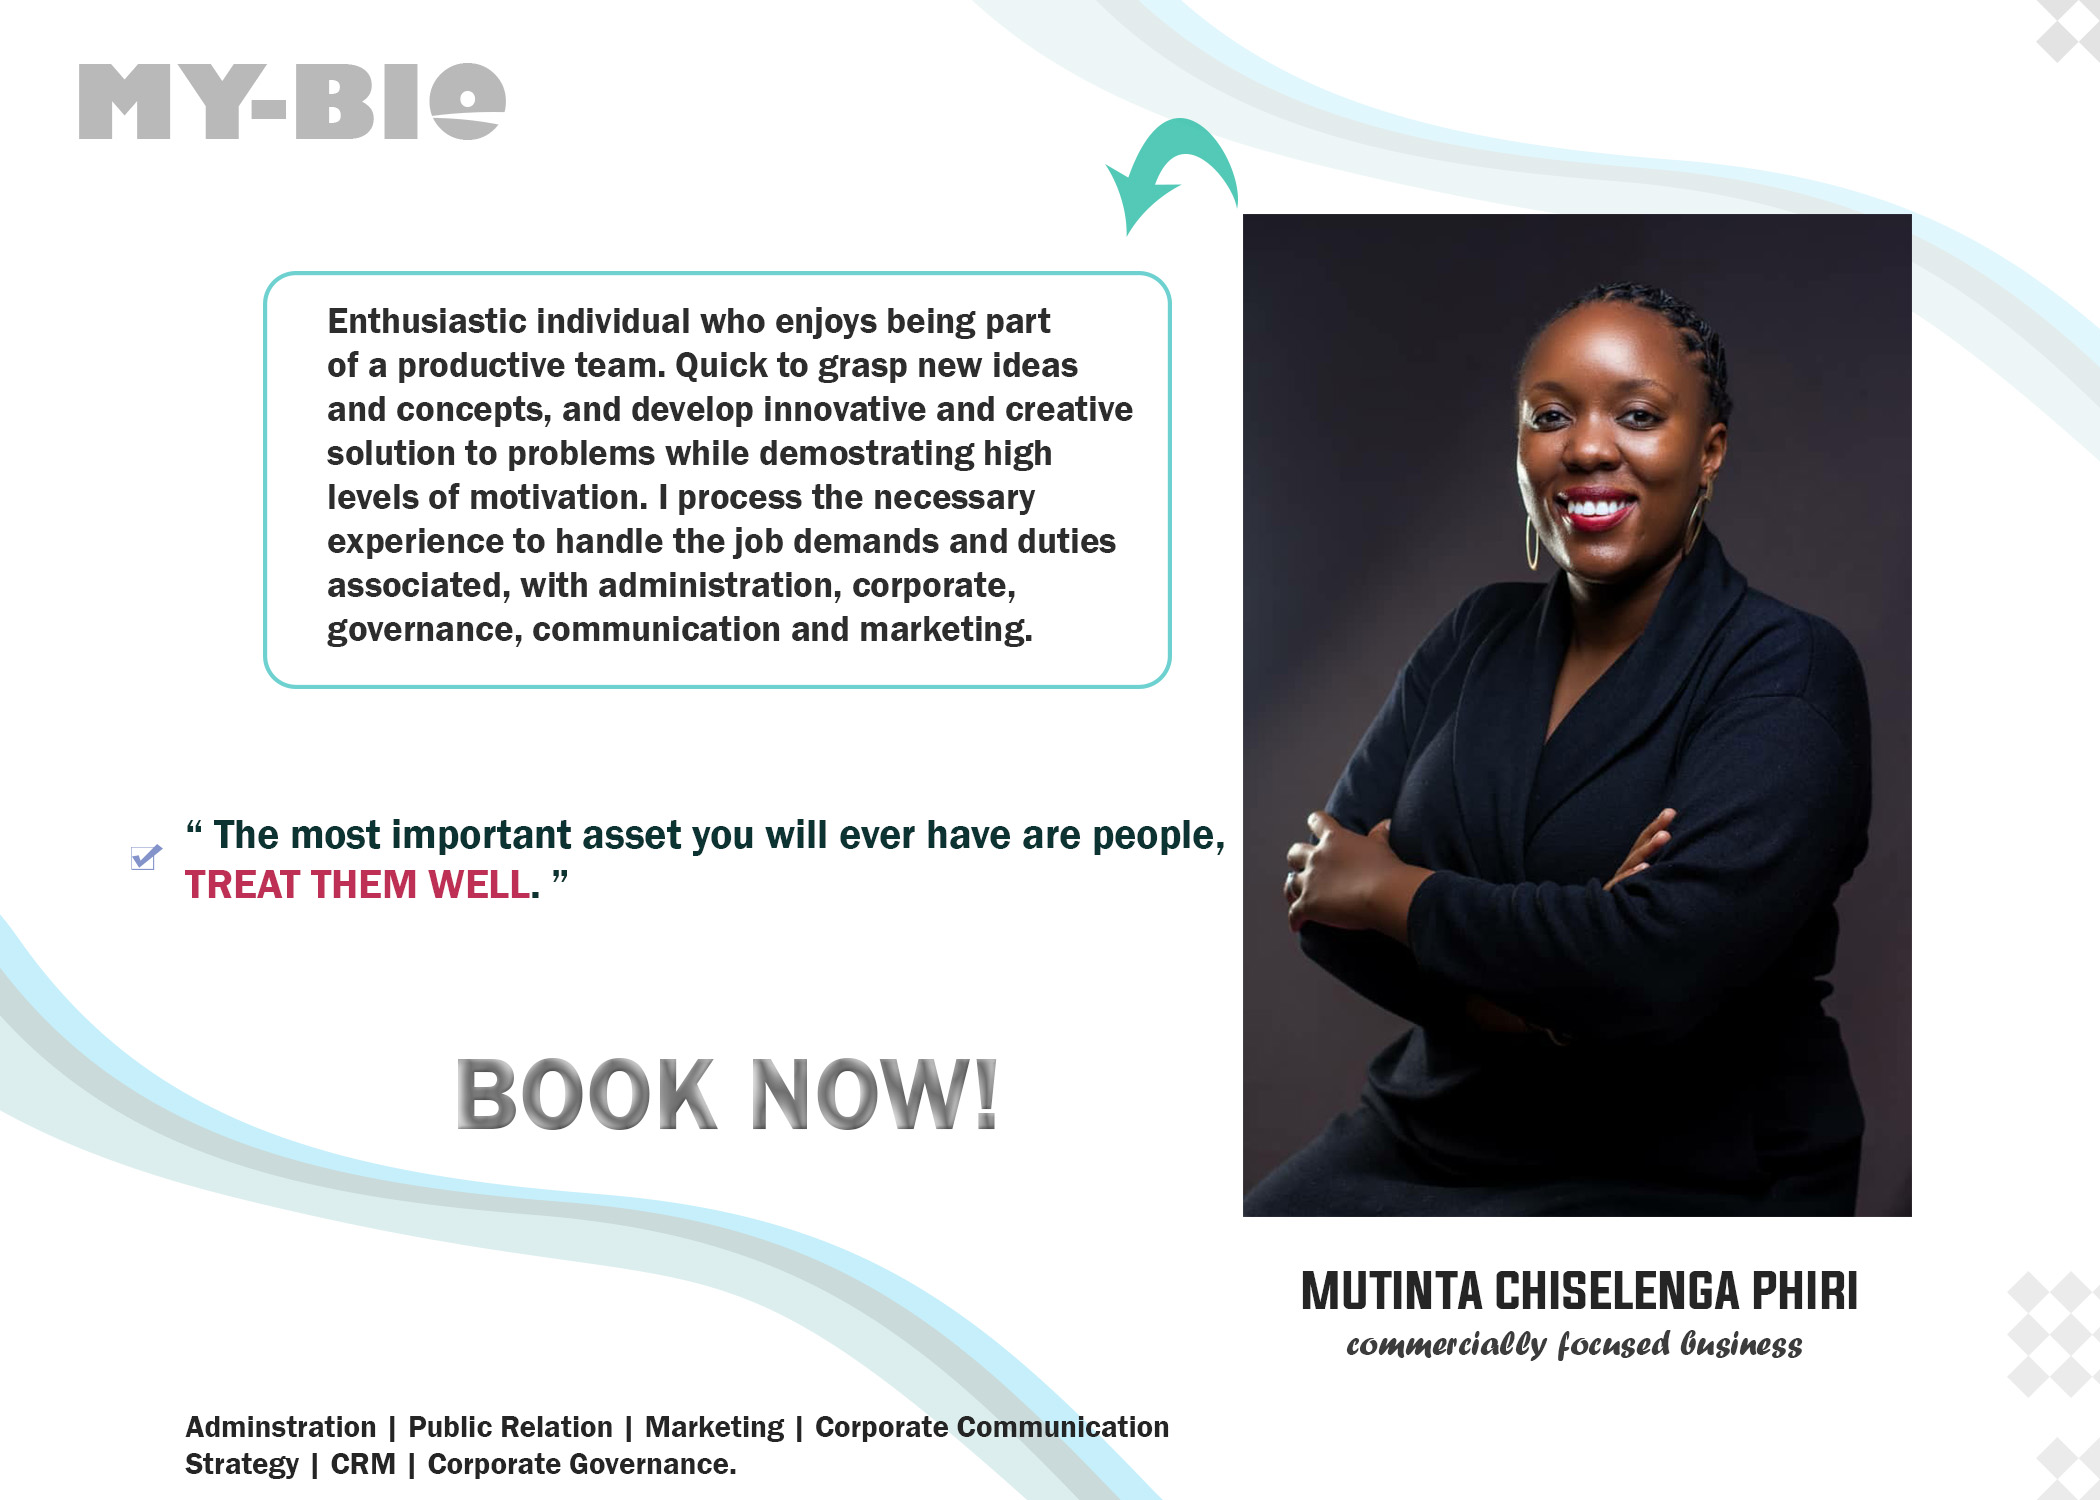 MY-BIO
Enthusiastic individual who enjoys being part
of a productive team. Quick to grasp new ideas
and concepts, and develop innovative and creative
solution to problems while demostrating high
levels of motivation. I process the necessary
experience to handle the job demands and duties
associated, with administration, corporate,
governance, communication and marketing.
“ The most important asset you will ever have are people,
TREAT THEM WELL. ”
BOOK NOW!
MUTINTA CHISELENGA PHIRI
commercially focused business
Adminstration | Public Relation | Marketing | Corporate Communication
Strategy | CRM | Corporate Governance.